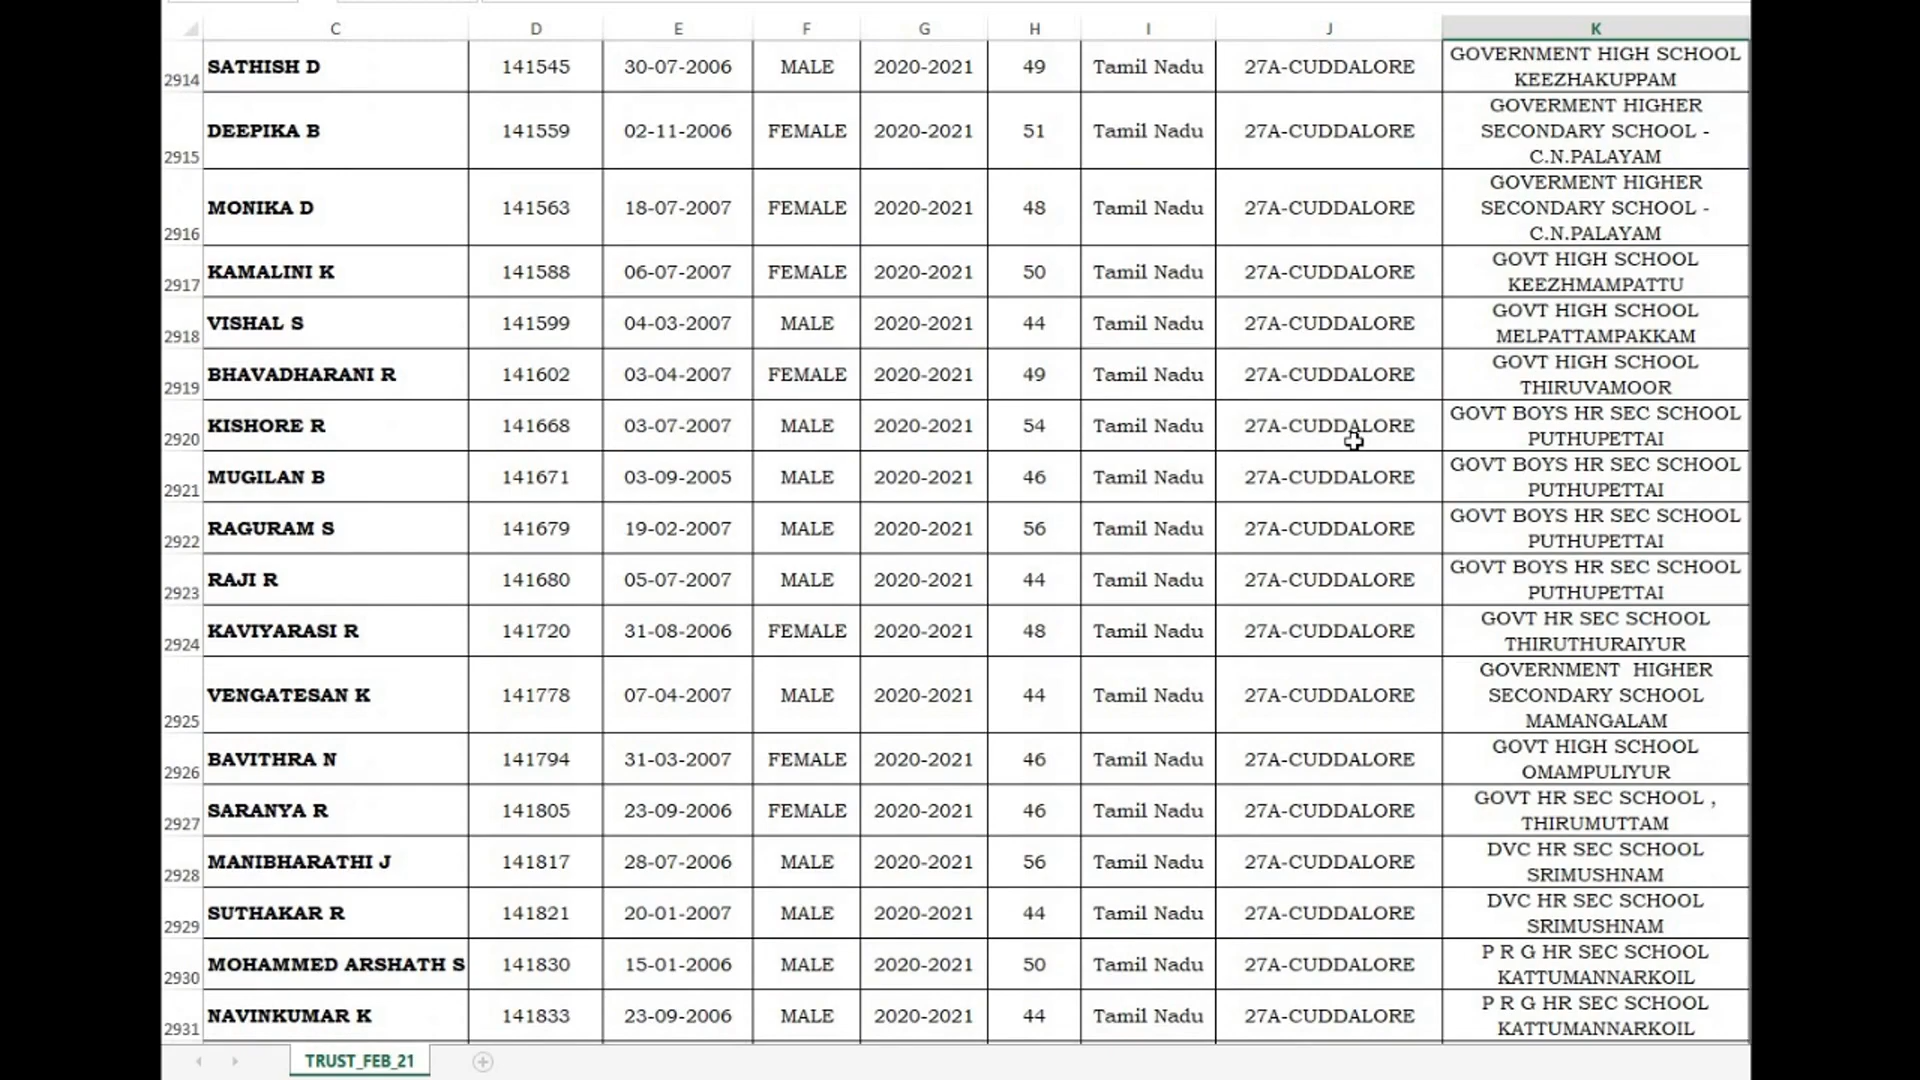 C D E F G H I J K
2914 SATHISH D 141545 30-07-2006 MALE 2020-2021 49 Tamil Nadu 27A-CUDDALORE GOVERNMENT HIGH SCHOOL
KEEZHAKUPPAM
2915 DEEPIKA B 141559 02-11-2006 FEMALE 2020-2021 51 Tamil Nadu 27A-CUDDALORE GOVERMENT HIGHER
SECONDARY SCHOOL -
C.N.PALAYAM
2916 MONIKA D 141563 18-07-2007 FEMALE 2020-2021 48 Tamil Nadu 27A-CUDDALORE GOVERMENT HIGHER
SECONDARY SCHOOL -
C.N.PALAYAM
2917 KAMALINI K 141588 06-07-2007 FEMALE 2020-2021 50 Tamil Nadu 27A-CUDDALORE GOVT HIGH SCHOOL
KEEZHMAMPATTU
2918 VISHAL S 141599 04-03-2007 MALE 2020-2021 44 Tamil Nadu 27A-CUDDALORE GOVT HIGH SCHOOL
MELPATTAMPAKKAM
2919 BHAVADHARANI R 141602 03-04-2007 FEMALE 2020-2021 49 Tamil Nadu 27A-CUDDALORE GOVT HIGH SCHOOL
THIRUVAMOOR
2920 KISHORE R 141668 03-07-2007 MALE 2020-2021 54 Tamil Nadu 27A-CUDDALORE GOVT BOYS HR SEC SCHOOL
PUTHUPETTAI
2921 MUGILAN B 141671 03-09-2005 MALE 2020-2021 46 Tamil Nadu 27A-CUDDALORE GOVT BOYS HR SEC SCHOOL
PUTHUPETTAI
2922 RAGURAM S 141679 19-02-2007 MALE 2020-2021 56 Tamil Nadu 27A-CUDDALORE GOVT BOYS HR SEC SCHOOL
PUTHUPETTAI
2923 RAJI R 141680 05-07-2007 MALE 2020-2021 44 Tamil Nadu 27A-CUDDALORE GOVT BOYS HR SEC SCHOOL
PUTHUPETTAI
2924 KAVIYARASI R 141720 31-08-2006 FEMALE 2020-2021 48 Tamil Nadu 27A-CUDDALORE GOVT HR SEC SCHOOL
THIRUTHURAIYUR
2925 VENGATESAN K 141778 07-04-2007 MALE 2020-2021 44 Tamil Nadu 27A-CUDDALORE GOVERNMENT HIGHER
SECONDARY SCHOOL
MAMANGALAM
2926 BAVITHRA N 141794 31-03-2007 FEMALE 2020-2021 46 Tamil Nadu 27A-CUDDALORE GOVT HIGH SCHOOL
OMAMPULIYUR
2927 SARANYA R 141805 23-09-2006 FEMALE 2020-2021 46 Tamil Nadu 27A-CUDDALORE GOVT HR SEC SCHOOL ,
THIRUMUTTAM
2928 MANIBHARATHI J 141817 28-07-2006 MALE 2020-2021 56 Tamil Nadu 27A-CUDDALORE DVC HR SEC SCHOOL
SRIMUSHNAM
2929 SUTHAKAR R 141821 20-01-2007 MALE 2020-2021 44 Tamil Nadu 27A-CUDDALORE DVC HR SEC SCHOOL
SRIMUSHNAM
2930 MOHAMMED ARSHATH S 141830 15-01-2006 MALE 2020-2021 50 Tamil Nadu 27A-CUDDALORE P R G HR SEC SCHOOL
KATTUMANNARKOIL
2931 NAVINKUMAR K 141833 23-09-2006 MALE 2020-2021 44 Tamil Nadu 27A-CUDDALORE P R G HR SEC SCHOOL
KATTUMANNARKOIL
TRUST_FEB_21